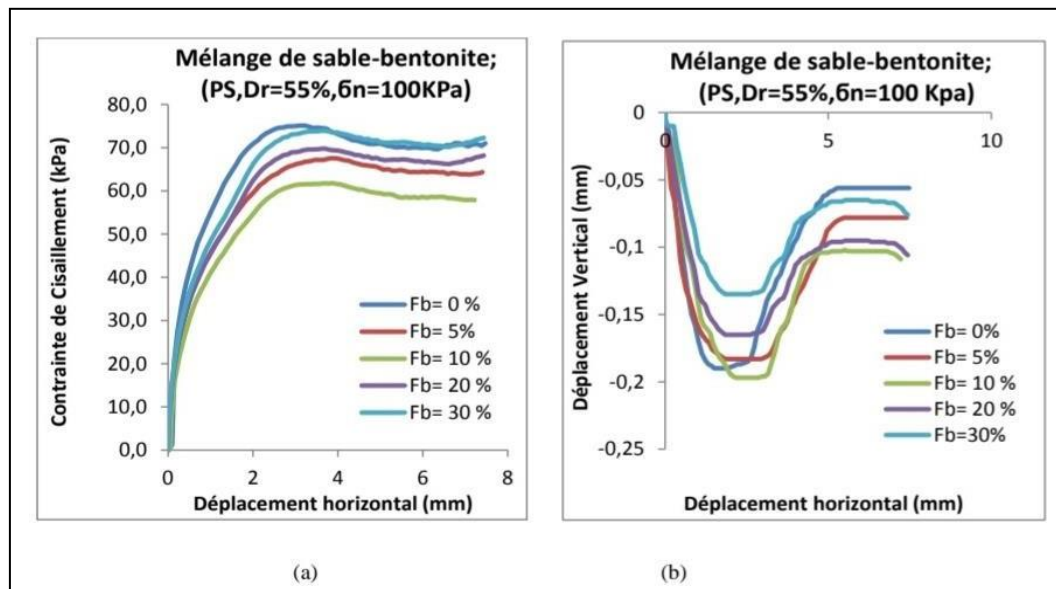 Mélange de sable-bentonite;
(PS,Dr=55%,бn=100KPa)
80,0
70,0
60,0
50,0
40,0
30,0
20,0
10,0
0,0
Contrainte de Cisaillement (kPa)
Fb= 0 %
Fb= 5%
Fb= 10 %
Fb= 20 %
Fb= 30 %
0 2 4 6 8
Déplacement horizontal (mm)
(a)
Mélange de sable-bentonite;
(PS,Dr=55%,бn=100 Kpa)
0
-0,05
-0,1
-0,15
-0,2
-0,25
0 5 10
Déplacement Vertical (mm)
Fb= 0%
Fb= 5%
Fb= 10 %
Fb= 20 %
Fb=30%
Déplacement horizontal (mm)
(b)